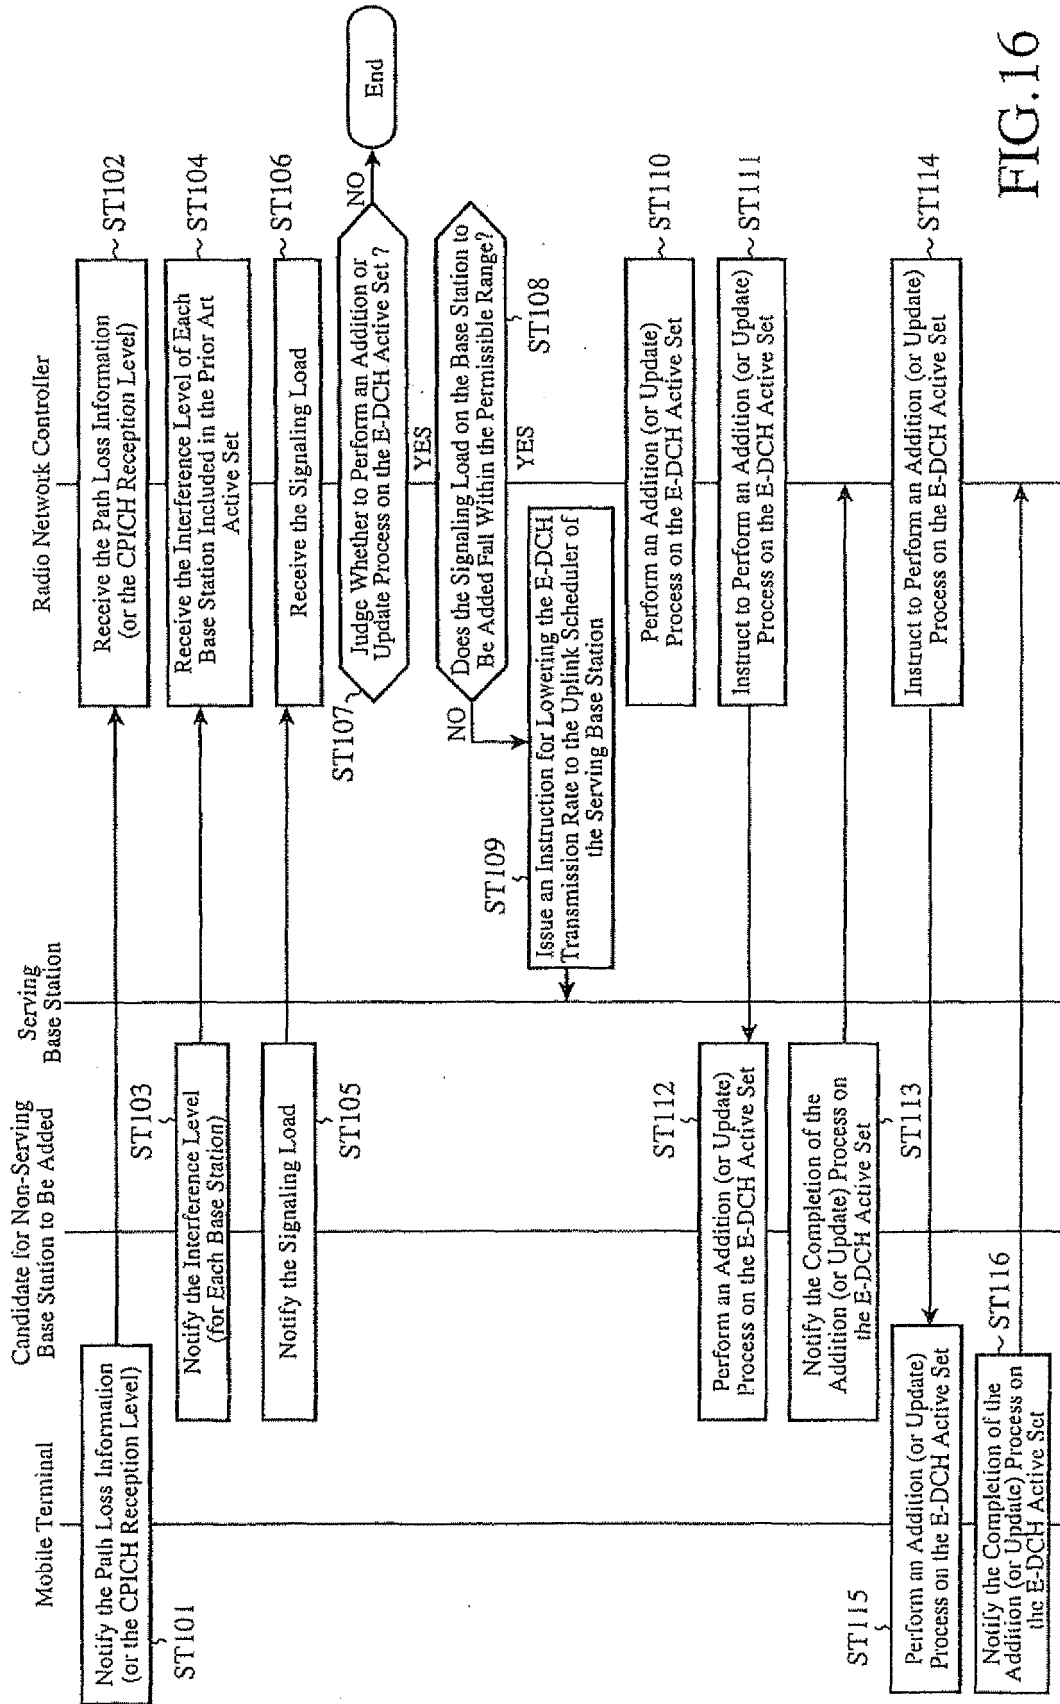 Mobile Terminal
Candidate for Non-Serving
Base Station to Be Added
Serving
Base Station
Radio Network Controller
Notify the Path Loss Information
(or the CPICH Reception Level)
ST101
Receive the Path Loss Information
(or the CPICH Reception Level)
ST102
ST103
Notify the Interference Level
(for Each Base Station)
Receive the Interference Level of Each
Base Station Included in the Prior Art
Active Set
ST104
Notify the Signaling Load
ST105
Receive the Signaling Load
ST106
ST107
Judge Whether to Perform an Addition or
Update Process on the E-DCH Active Set ?
NO
End
YES
Does the Signaling Load on the Base Station to
Be Added Fall Within the Permissible Range?
ST108
NO
YES
ST109
Issue an Instruction for Lowering the E-DCH
Transmission Rate to the Uplink Scheduler of
the Serving Base Station
Perform an Addition (or Update)
Process on the E-DCH Active Set
ST110
Instruct to Perform an Addition (or Update)
Process on the E-DCH Active Set
ST111
ST112
Perform an Addition (or Update)
Process on the E-DCH Active Set
Notify the Completion of the
Addition (or Update) Process on
the E-DCH Active Set
ST113
Instruct to Perform an Addition (or Update)
Process on the E-DCH Active Set
ST114
ST115
Perform an Addition (or Update)
Process on the E-DCH Active Set
ST116
Notify the Completion of the
Addition (or Update) Process on
the E-DCH Active Set
FIG.16